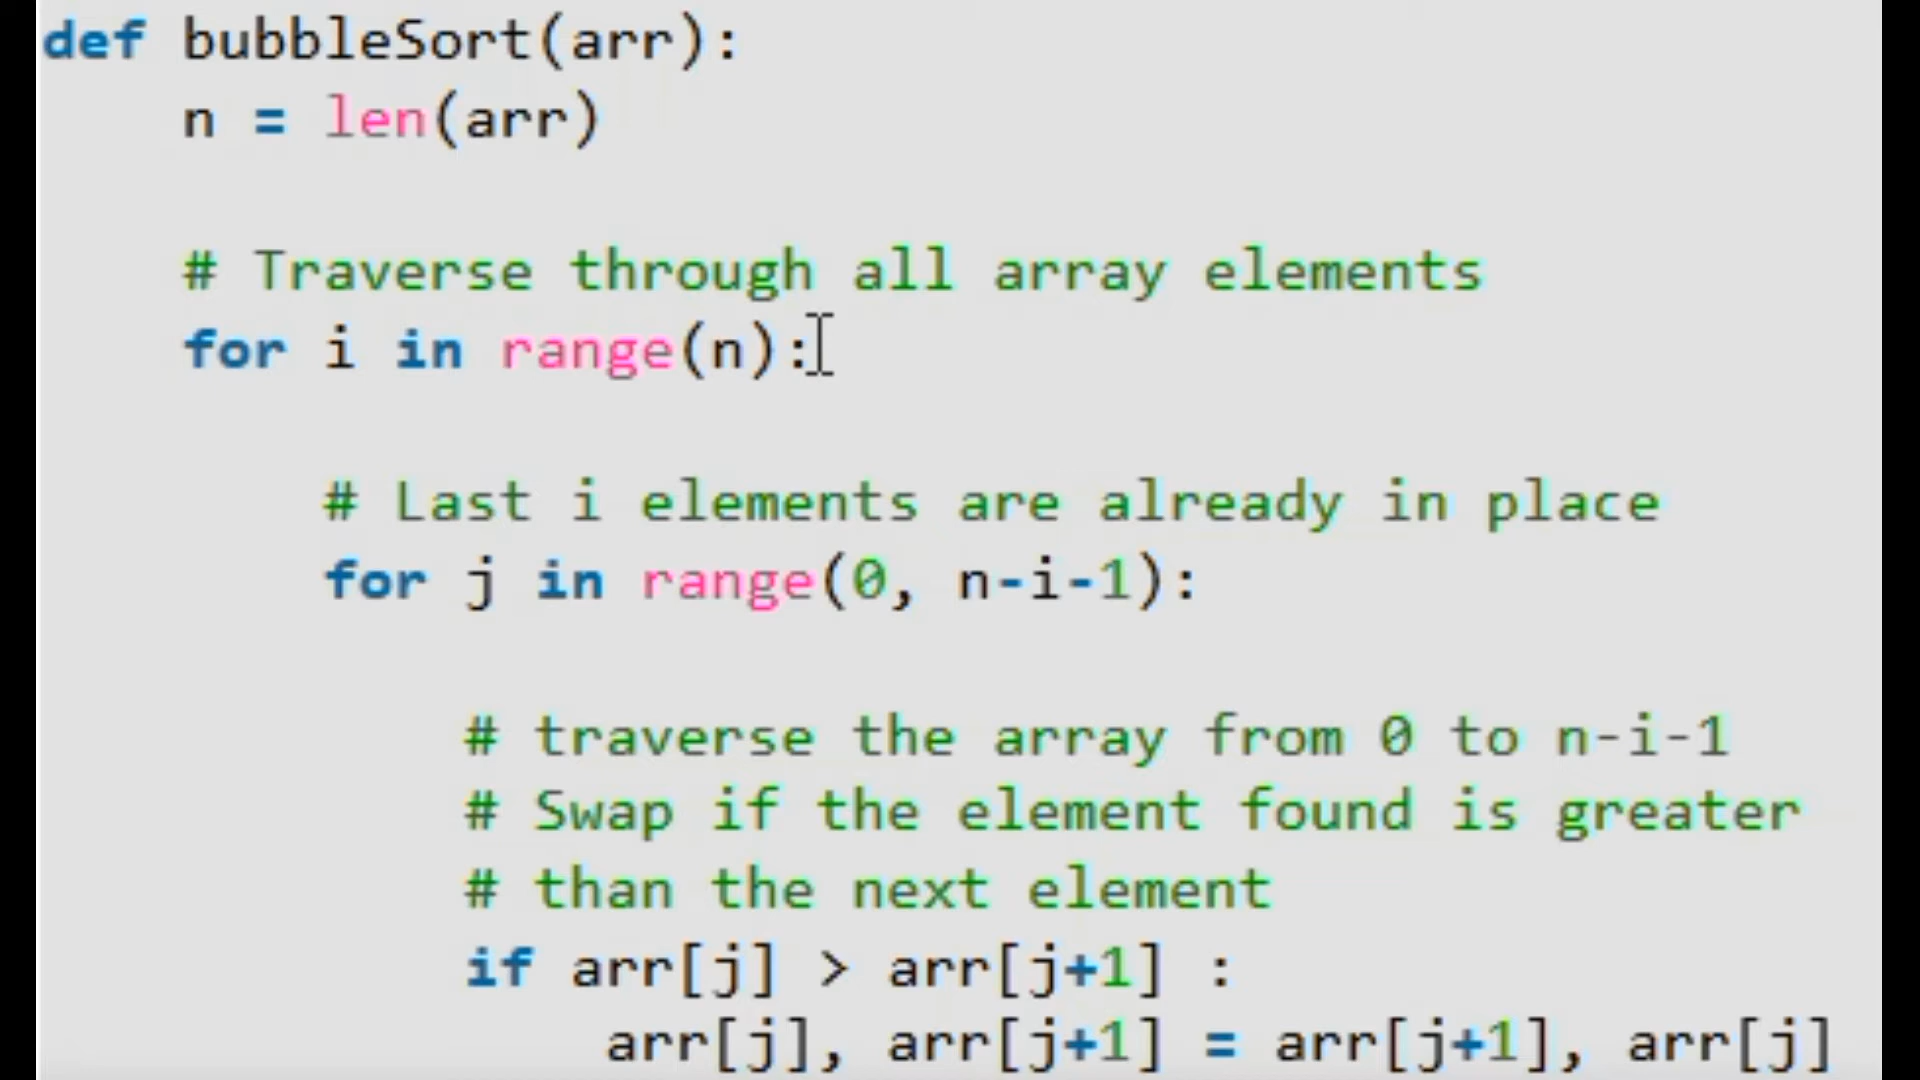 def bubbleSort(arr):
    n = len(arr)
    # Traverse through all array elements
    for i in range(n):
        # Last i elements are already in place
        for j in range(0, n-i-1):
            # traverse the array from 0 to n-i-1
            # Swap if the element found is greater
            # than the next element
            if arr[j] > arr[j+1] :
                arr[j], arr[j+1] = arr[j+1], arr[j]